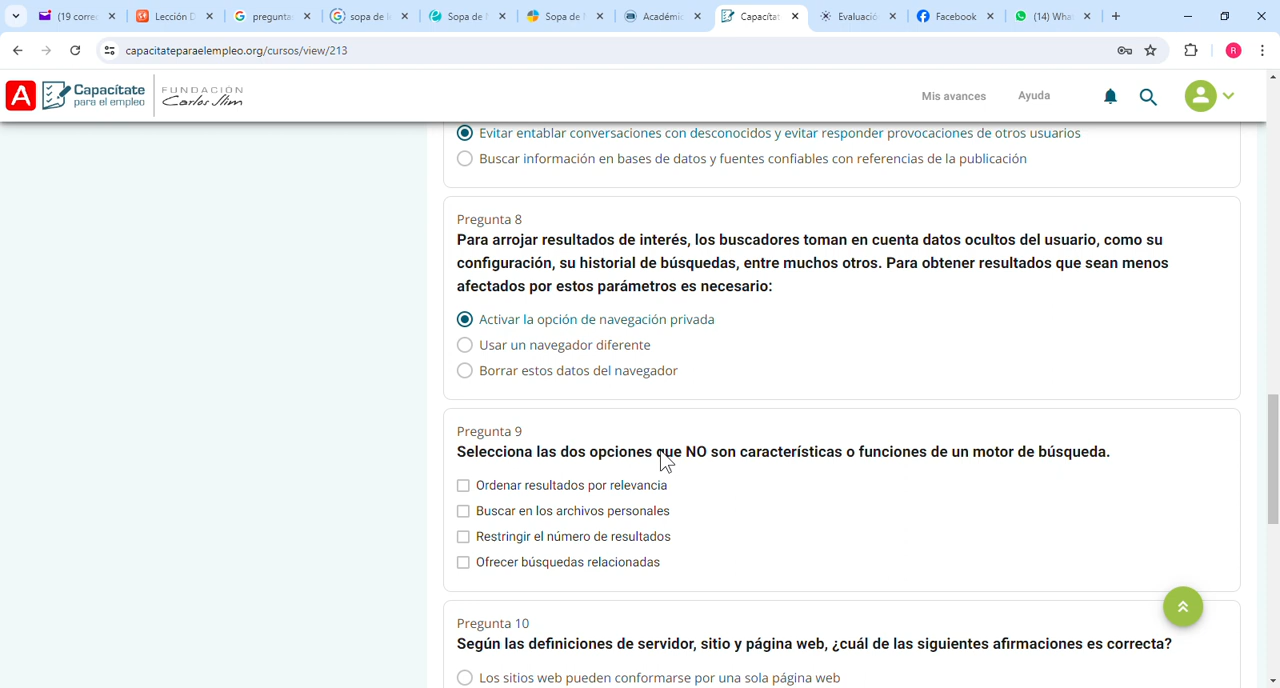 (19 corre
Lección D
pregunta
sopa de l
Sopa de
Sopa de
Académic
Capacítat
Evaluació
Facebook
(14) Wha
capacitateparaelempleo.org/cursos/view/213
R
A
Capacítate
para el empleo
FUNDACIÓN
Carlos Slim
Mis avances
Ayuda
Evitar entablar conversaciones con desconocidos y evitar responder provocaciones de otros usuarios
Buscar información en bases de datos y fuentes confiables con referencias de la publicación
Pregunta 8
Para arrojar resultados de interés, los buscadores toman en cuenta datos ocultos del usuario, como su
configuración, su historial de búsquedas, entre muchos otros. Para obtener resultados que sean menos
afectados por estos parámetros es necesario:
Activar la opción de navegación privada
Usar un navegador diferente
Borrar estos datos del navegador
Pregunta 9
Selecciona las dos opciones que NO son características o funciones de un motor de búsqueda.
Ordenar resultados por relevancia
Buscar en los archivos personales
Restringir el número de resultados
Ofrecer búsquedas relacionadas
Pregunta 10
Según las definiciones de servidor, sitio y página web, ¿cuál de las siguientes afirmaciones es correcta?
Los sitios web pueden conformarse por una sola página web